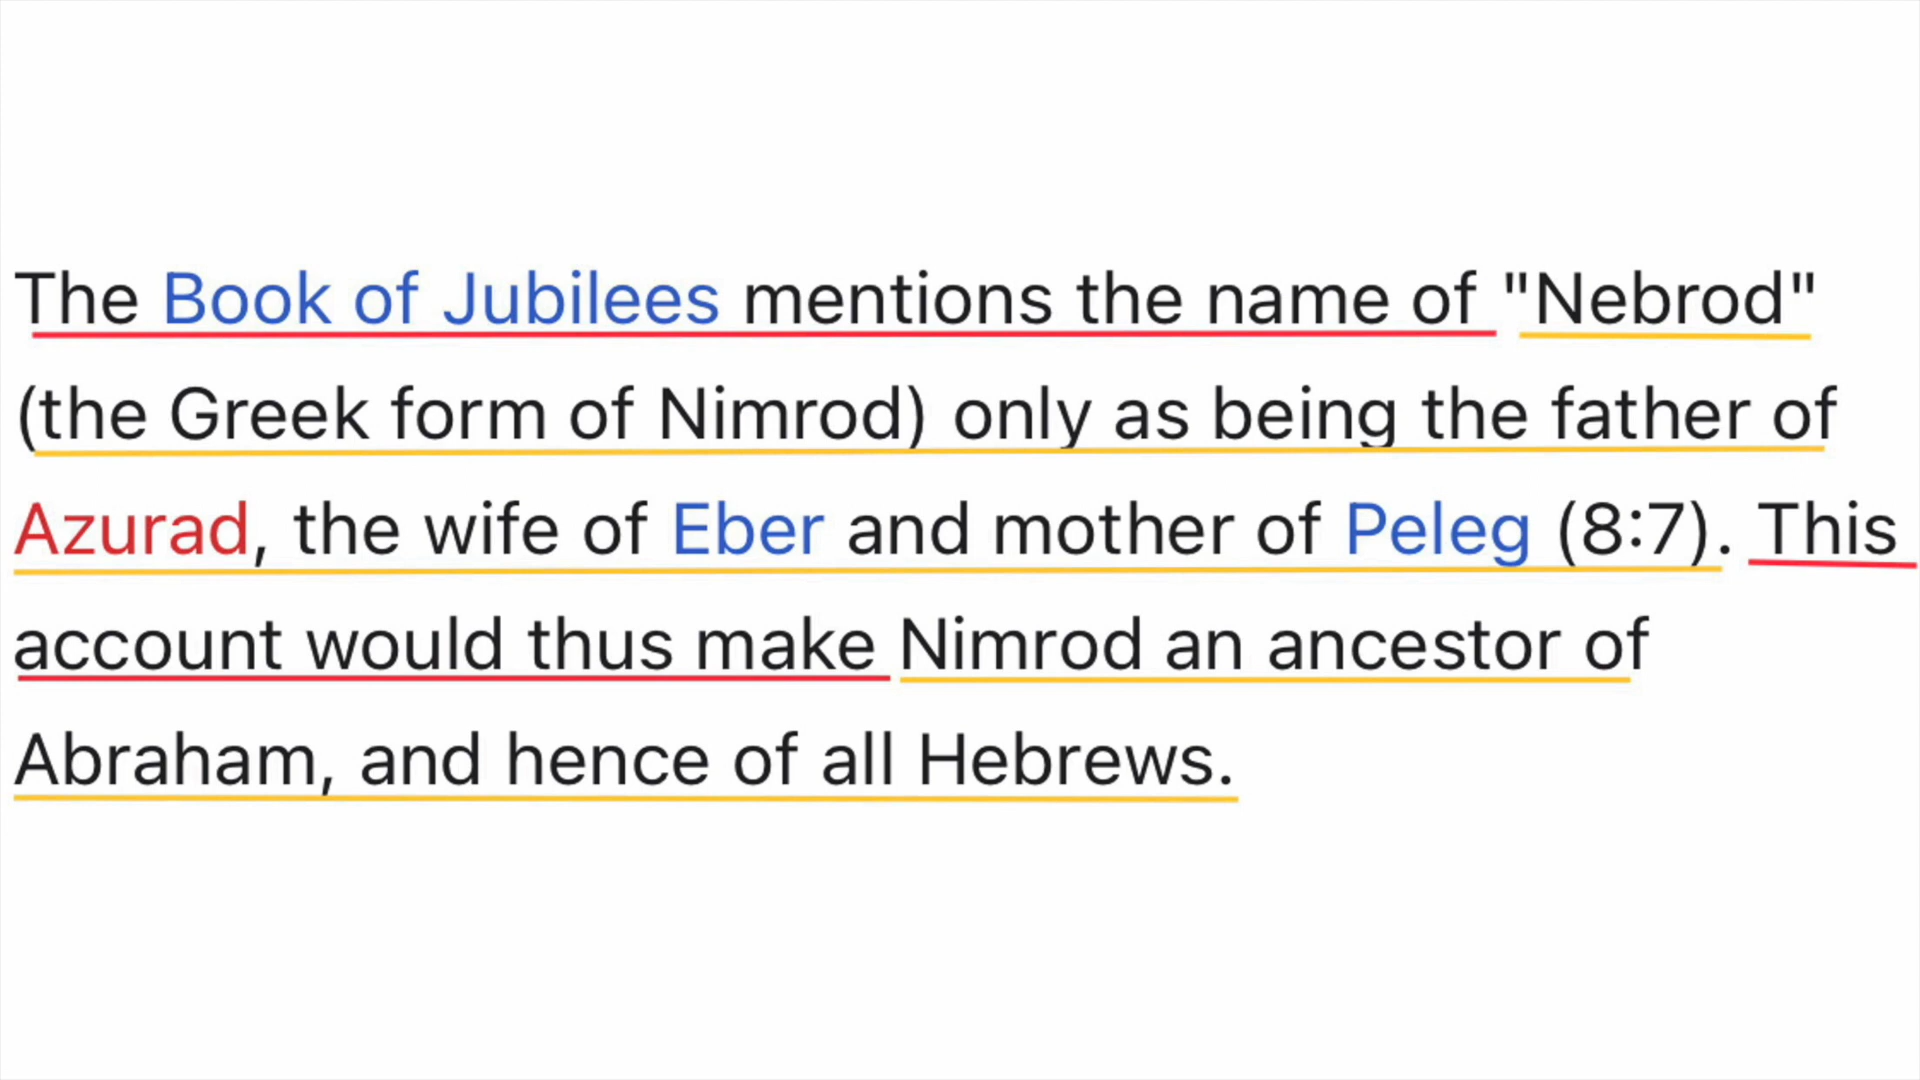 The Book of Jubilees mentions the name of "Nebrod"
(the Greek form of Nimrod) only as being the father of
Azurad, the wife of Eber and mother of Peleg (8:7). This
account would thus make Nimrod an ancestor of
Abraham, and hence of all Hebrews.